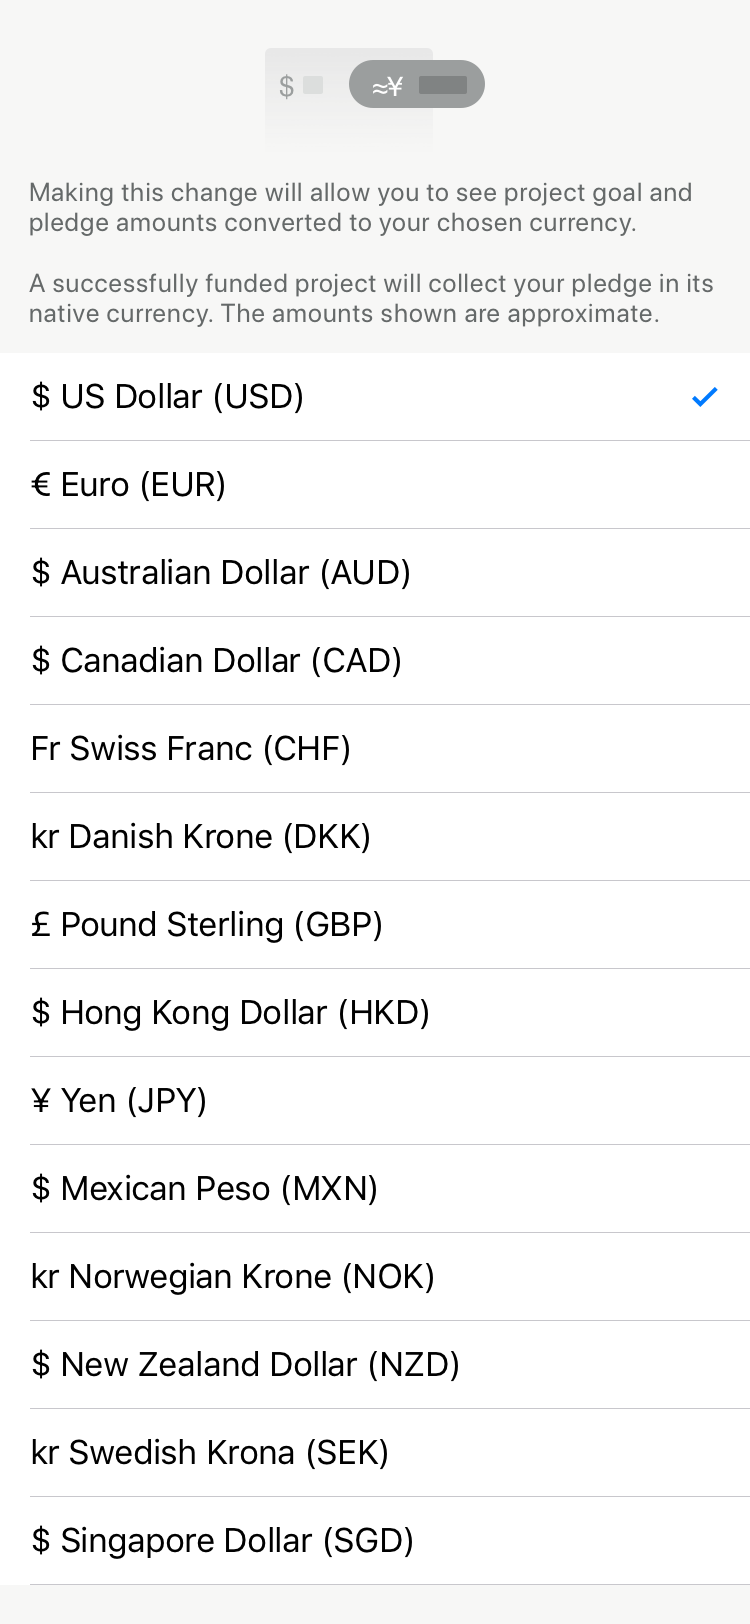 $ ≈¥
Making this change will allow you to see project goal and
pledge amounts converted to your chosen currency.
A successfully funded project will collect your pledge in its
native currency. The amounts shown are approximate.
$ US Dollar (USD)
€ Euro (EUR)
$ Australian Dollar (AUD)
$ Canadian Dollar (CAD)
Fr Swiss Franc (CHF)
kr Danish Krone (DKK)
£ Pound Sterling (GBP)
$ Hong Kong Dollar (HKD)
¥ Yen (JPY)
$ Mexican Peso (MXN)
kr Norwegian Krone (NOK)
$ New Zealand Dollar (NZD)
kr Swedish Krona (SEK)
$ Singapore Dollar (SGD)